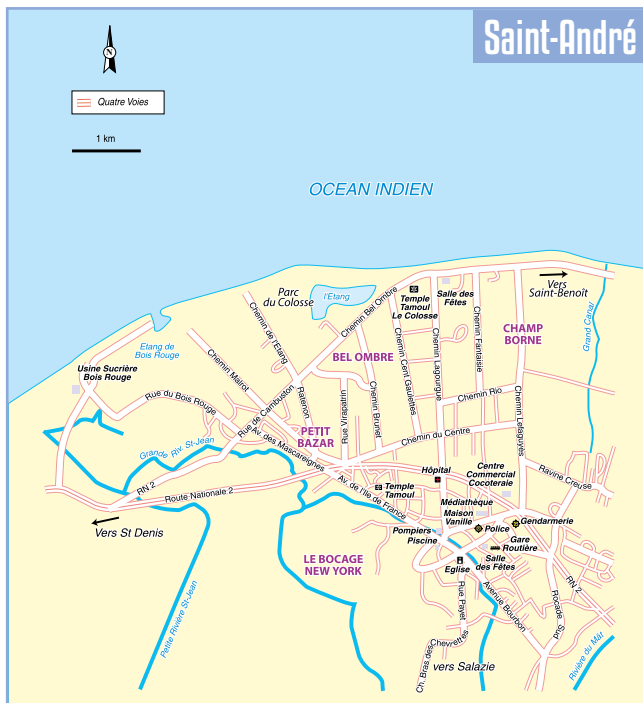 Saint-André
N
Quatre Voies
1 km
OCEAN INDIEN
Parc
du Colosse
l'Etang
Temple
Tamoul
Le Colosse
Salle des
Fêtes
Vers
Saint-Benoît
Chemin Bel Ombre
Chemin de l'Etang
Chemin Fantaisie
Grand Canal
CHAMP
BORNE
Etang de
Bois Rouge
Chemin Mairot
BEL OMBRE
Chemin Cent Gaulettes
Chemin Lagourgue
Usine Sucrière
Bois Rouge
Rue du Bois Rouge
Rue de Cambuston
Ratenon
Rue Virapatrin
Chemin Brunet
Chemin Rio
Chemin Lefaguyès
PETIT
BAZAR
Av. des Mascareignes
Chemin du Centre
Grande Riv. St-Jean
RN 2
Route Nationale 2
Hôpital
Centre
Commercial
Cocoteraie
Ravine Creuse
Temple
Tamoul
Av. de l'Ile de France
Médiathèque
Maison
Vanille
Police
Gendarmerie
Vers St Denis
Pompiers
Piscine
Gare
Routière
LE BOCAGE
NEW YORK
Eglise
Salle
des Fêtes
RN 2
Petite Rivière St-Jean
Rue Payet
Avenue Bourbon
Rocade Sud
Ch. Bras des Chevrettes
vers Salazie
Rivière du Mât